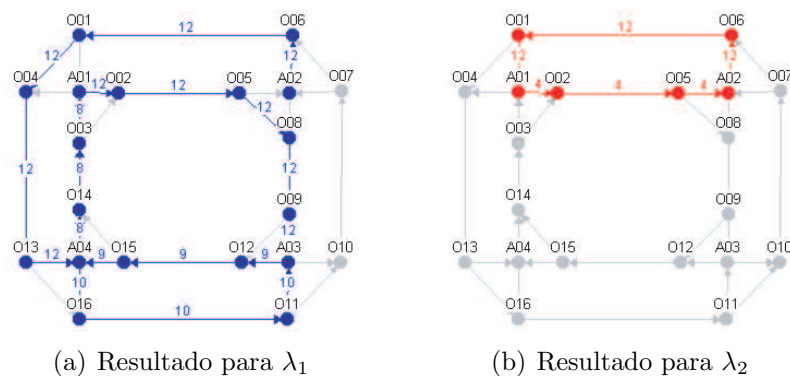 O01 O06
12
12
O04 A01 O02 O05 A02 O07
12 12
8 12
O03 O08
12 8 12
O14 O09
8 12
O13 A04 O15 O12 A03 O10
12 9 9 9
10 10
O16 10 O11
(a) Resultado para λ1
O01 O06
12
12 12
O04 A01 O02 O05 A02 O07
4 4 4
O03 O08
O14 O09
O13 A04 O15 O12 A03 O10
O16 O11
(b) Resultado para λ2